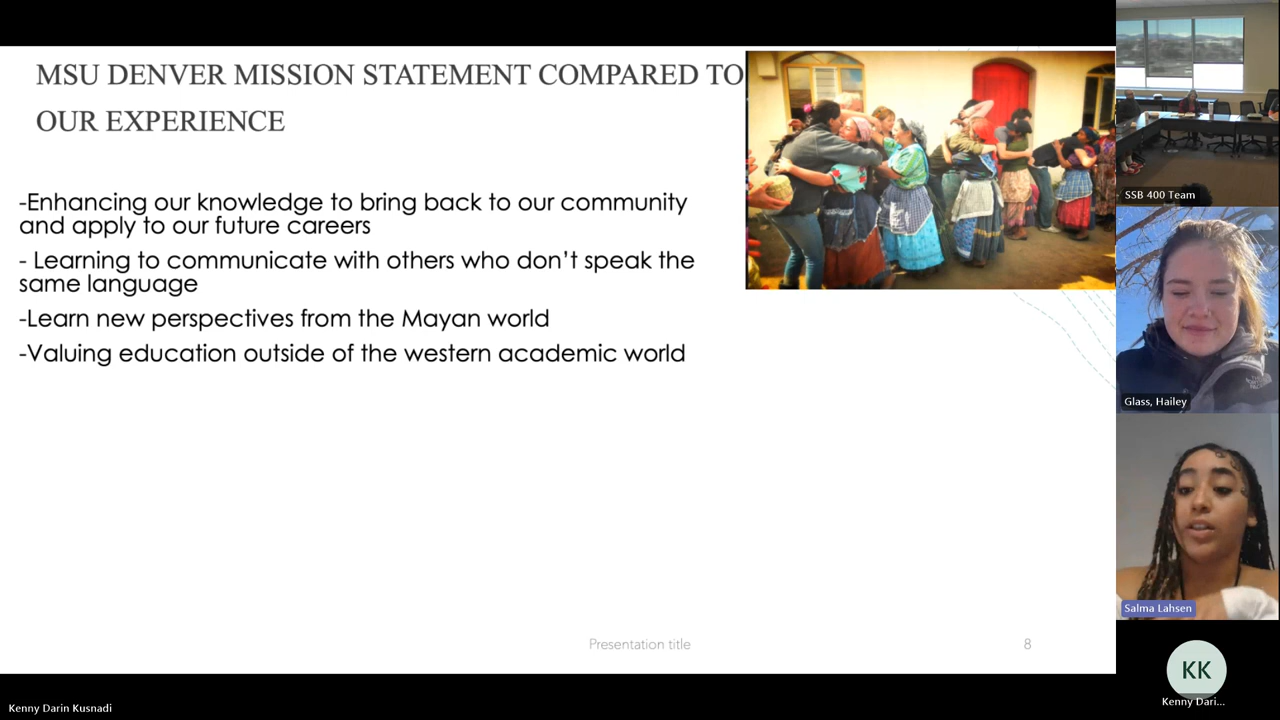 MSU DENVER MISSION STATEMENT COMPARED TO
OUR EXPERIENCE
-Enhancing our knowledge to bring back to our community
and apply to our future careers
- Learning to communicate with others who don’t speak the
same language
-Learn new perspectives from the Mayan world
-Valuing education outside of the western academic world
Presentation title
8
SSB 400 Team
Glass, Hailey
Salma Lahsen
KK
Kenny Dari...
Kenny Darin Kusnadi